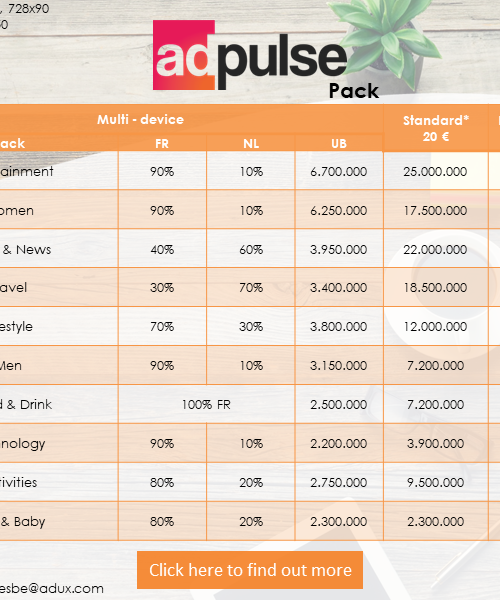 , 728x90
adpulse
Pack
Multi - device Standard*
20 €
ack FR NL UB
ainment 90% 10% 6.700.000 25.000.000
omen 90% 10% 6.250.000 17.500.000
& News 40% 60% 3.950.000 22.000.000
avel 30% 70% 3.400.000 18.500.000
estyle 70% 30% 3.800.000 12.000.000
Men 90% 10% 3.150.000 7.200.000
& Drink 100% FR 2.500.000 7.200.000
nology 90% 10% 2.200.000 3.900.000
tivities 80% 20% 2.750.000 9.500.000
& Baby 80% 20% 2.300.000 2.300.000
Click here to find out more
esbe@adux.com